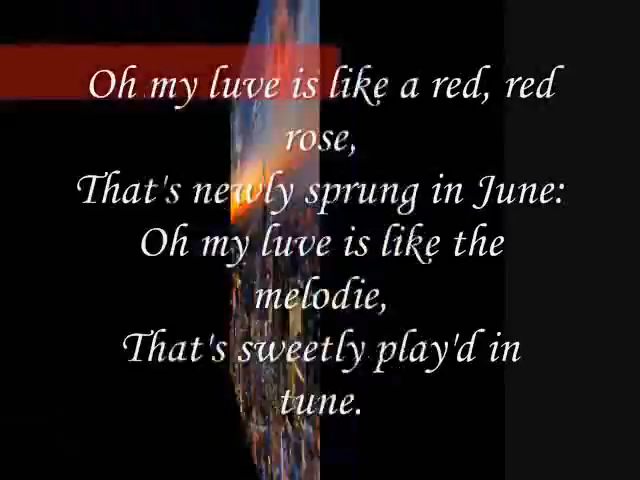 Oh my luve is like a red, red
rose,
That's newly sprung in June:
Oh my luve is like the
melodie,
That's sweetly play'd in
tune.